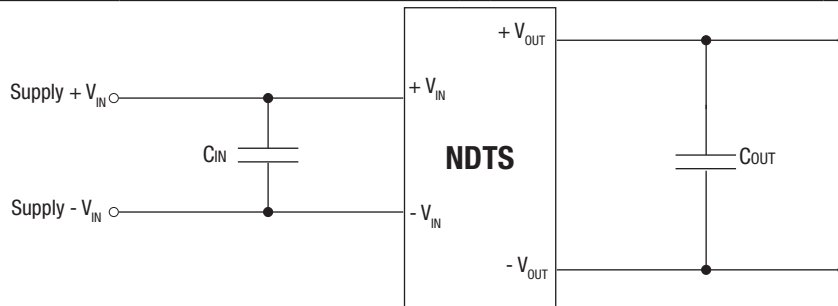 + VOUT
Supply + VIN
+ VIN
CIN
NDTS
COUT
Supply - VIN
- VIN
- VOUT